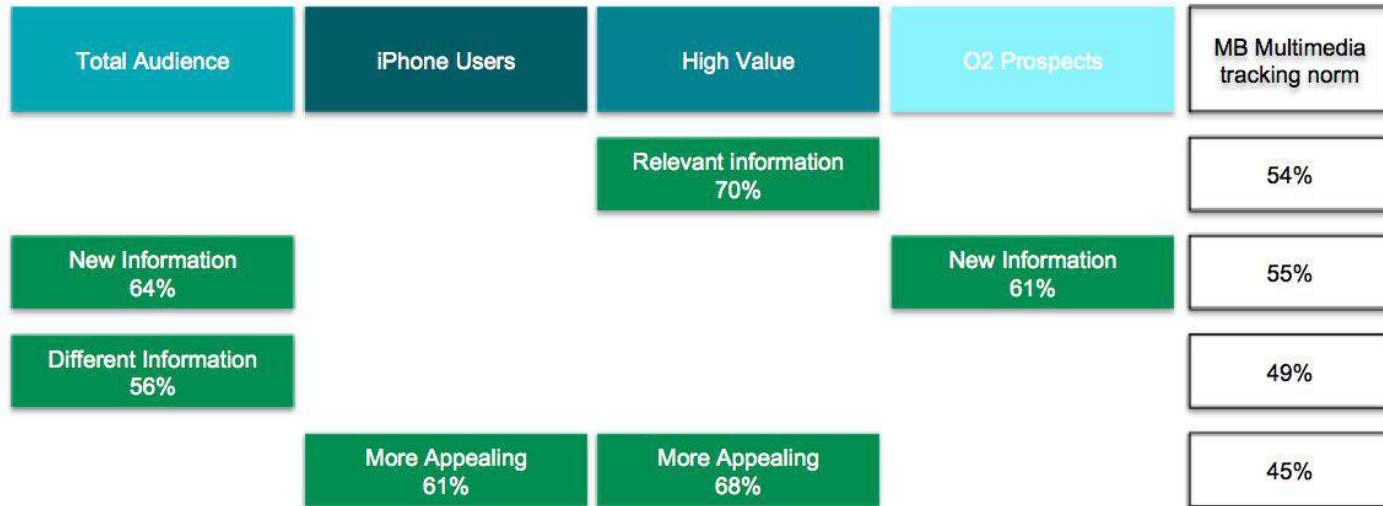 Total Audience
iPhone Users
High Value
O2 Prospects
MB Multimedia
tracking norm
Relevant information
70%
54%
New Information
64%
New Information
61%
55%
Different Information
56%
49%
More Appealing
61%
More Appealing
68%
45%